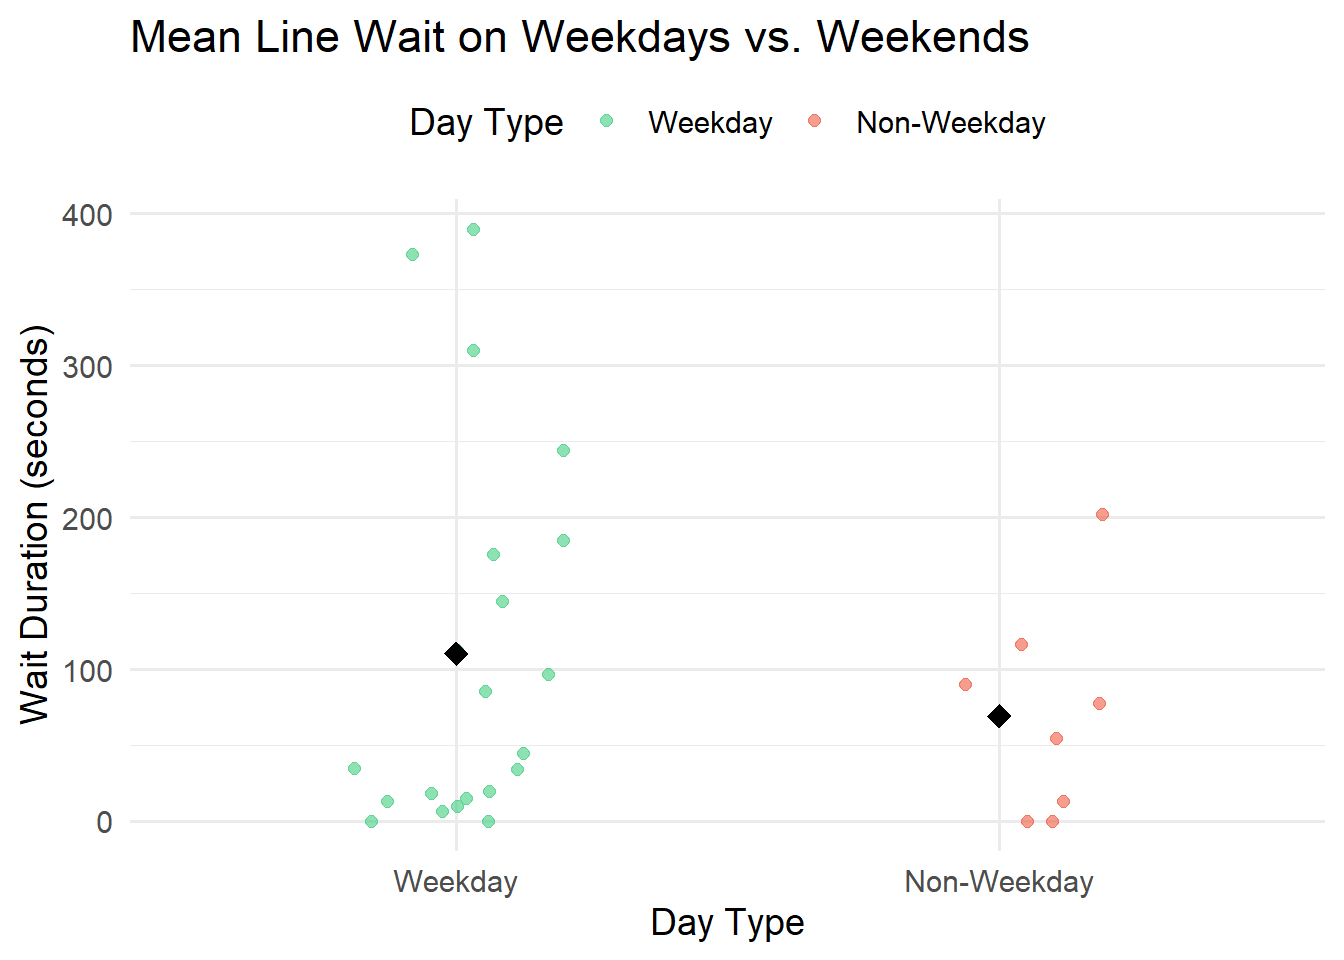 Mean Line Wait on Weekdays vs. Weekends
Day Type Weekday Non-Weekday
Wait Duration (seconds)
400
300
200
100
0
Weekday Non-Weekday
Day Type